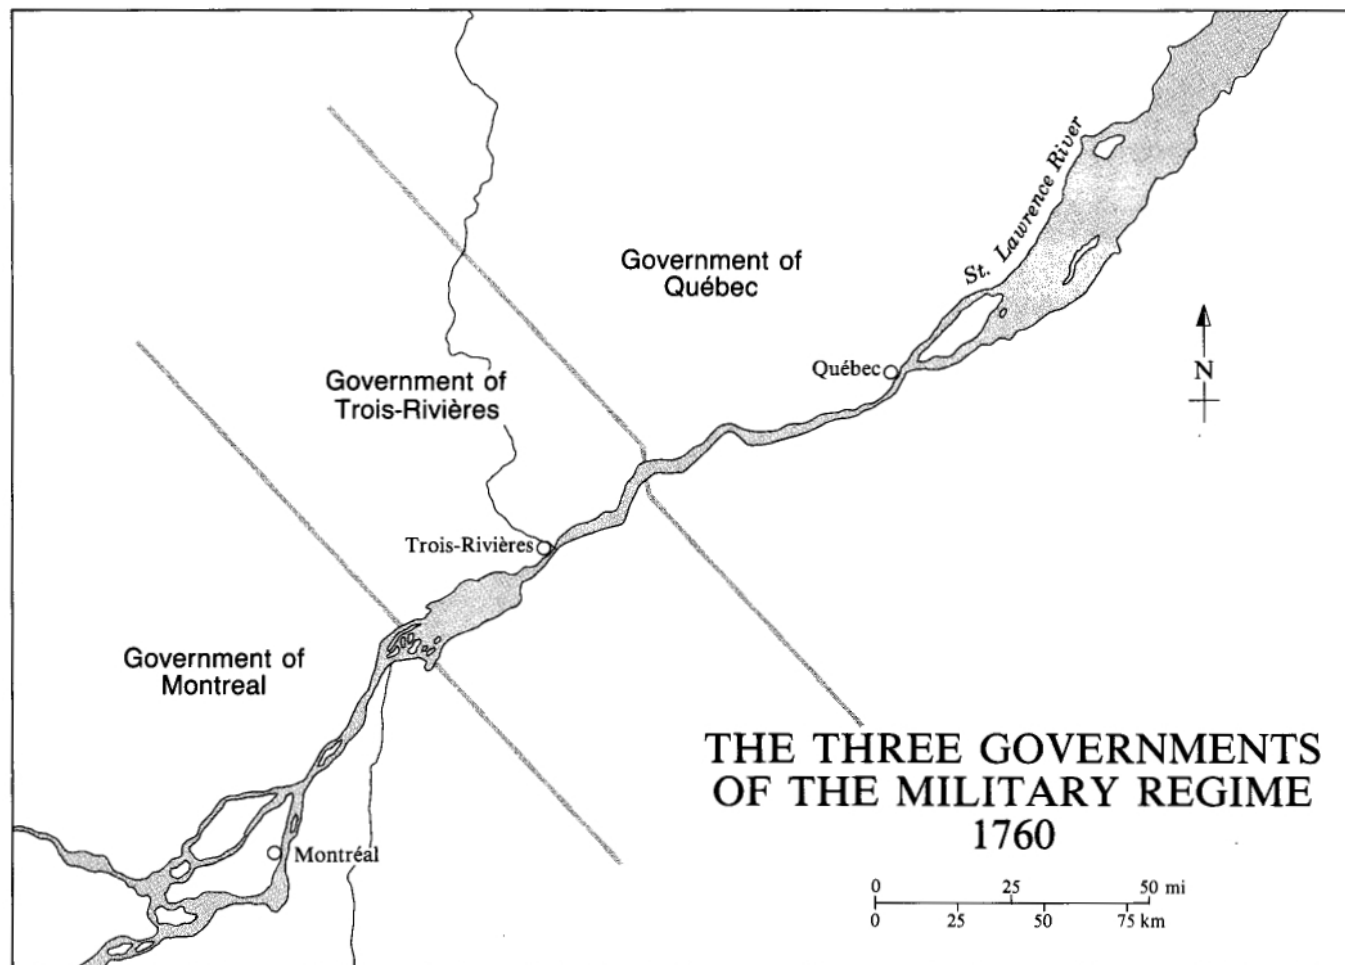 St. Lawrence River
Government of
Québec
Québec
N
Government of
Trois-Rivières
Trois-Rivières
Government of
Montreal
Montréal
THE THREE GOVERNMENTS
OF THE MILITARY REGIME
1760
0 25 50 mi
0 25 50 75 km